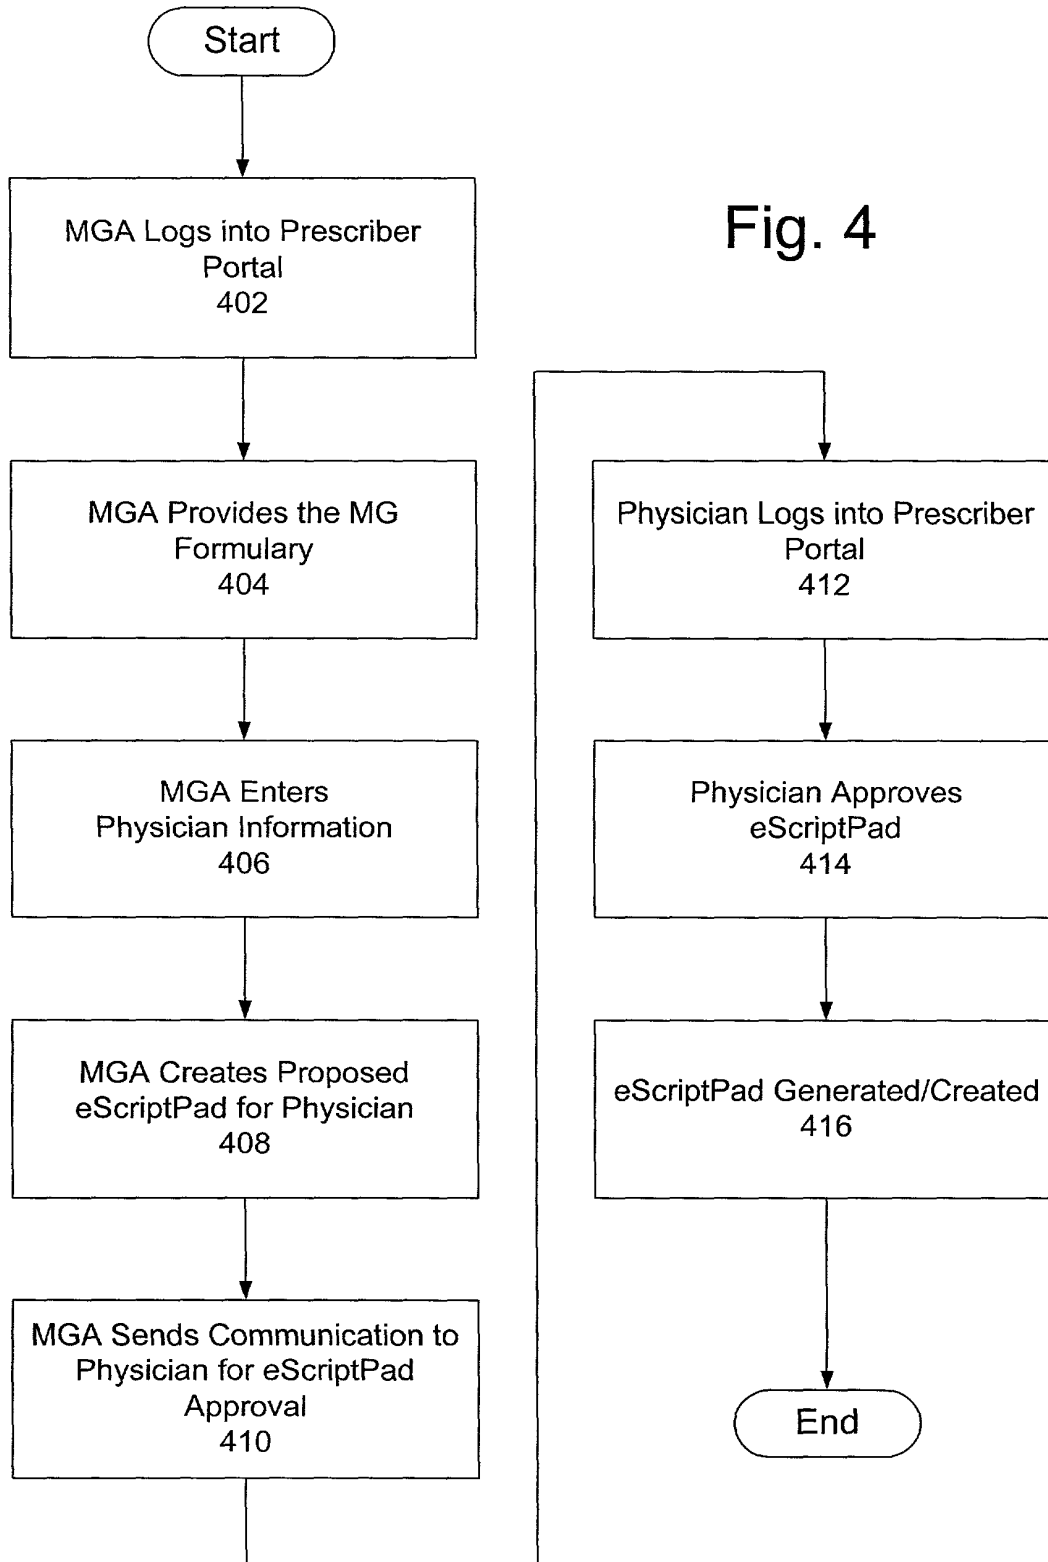 Start
MGA Logs into Prescriber
Portal
402
Fig. 4
MGA Provides the MG
Formulary
404
MGA Enters
Physician Information
406
MGA Creates Proposed
eScriptPad for Physician
408
MGA Sends Communication to
Physician for eScriptPad
Approval
410
Physician Logs into Prescriber
Portal
412
Physician Approves
eScriptPad
414
eScriptPad Generated/Created
416
End